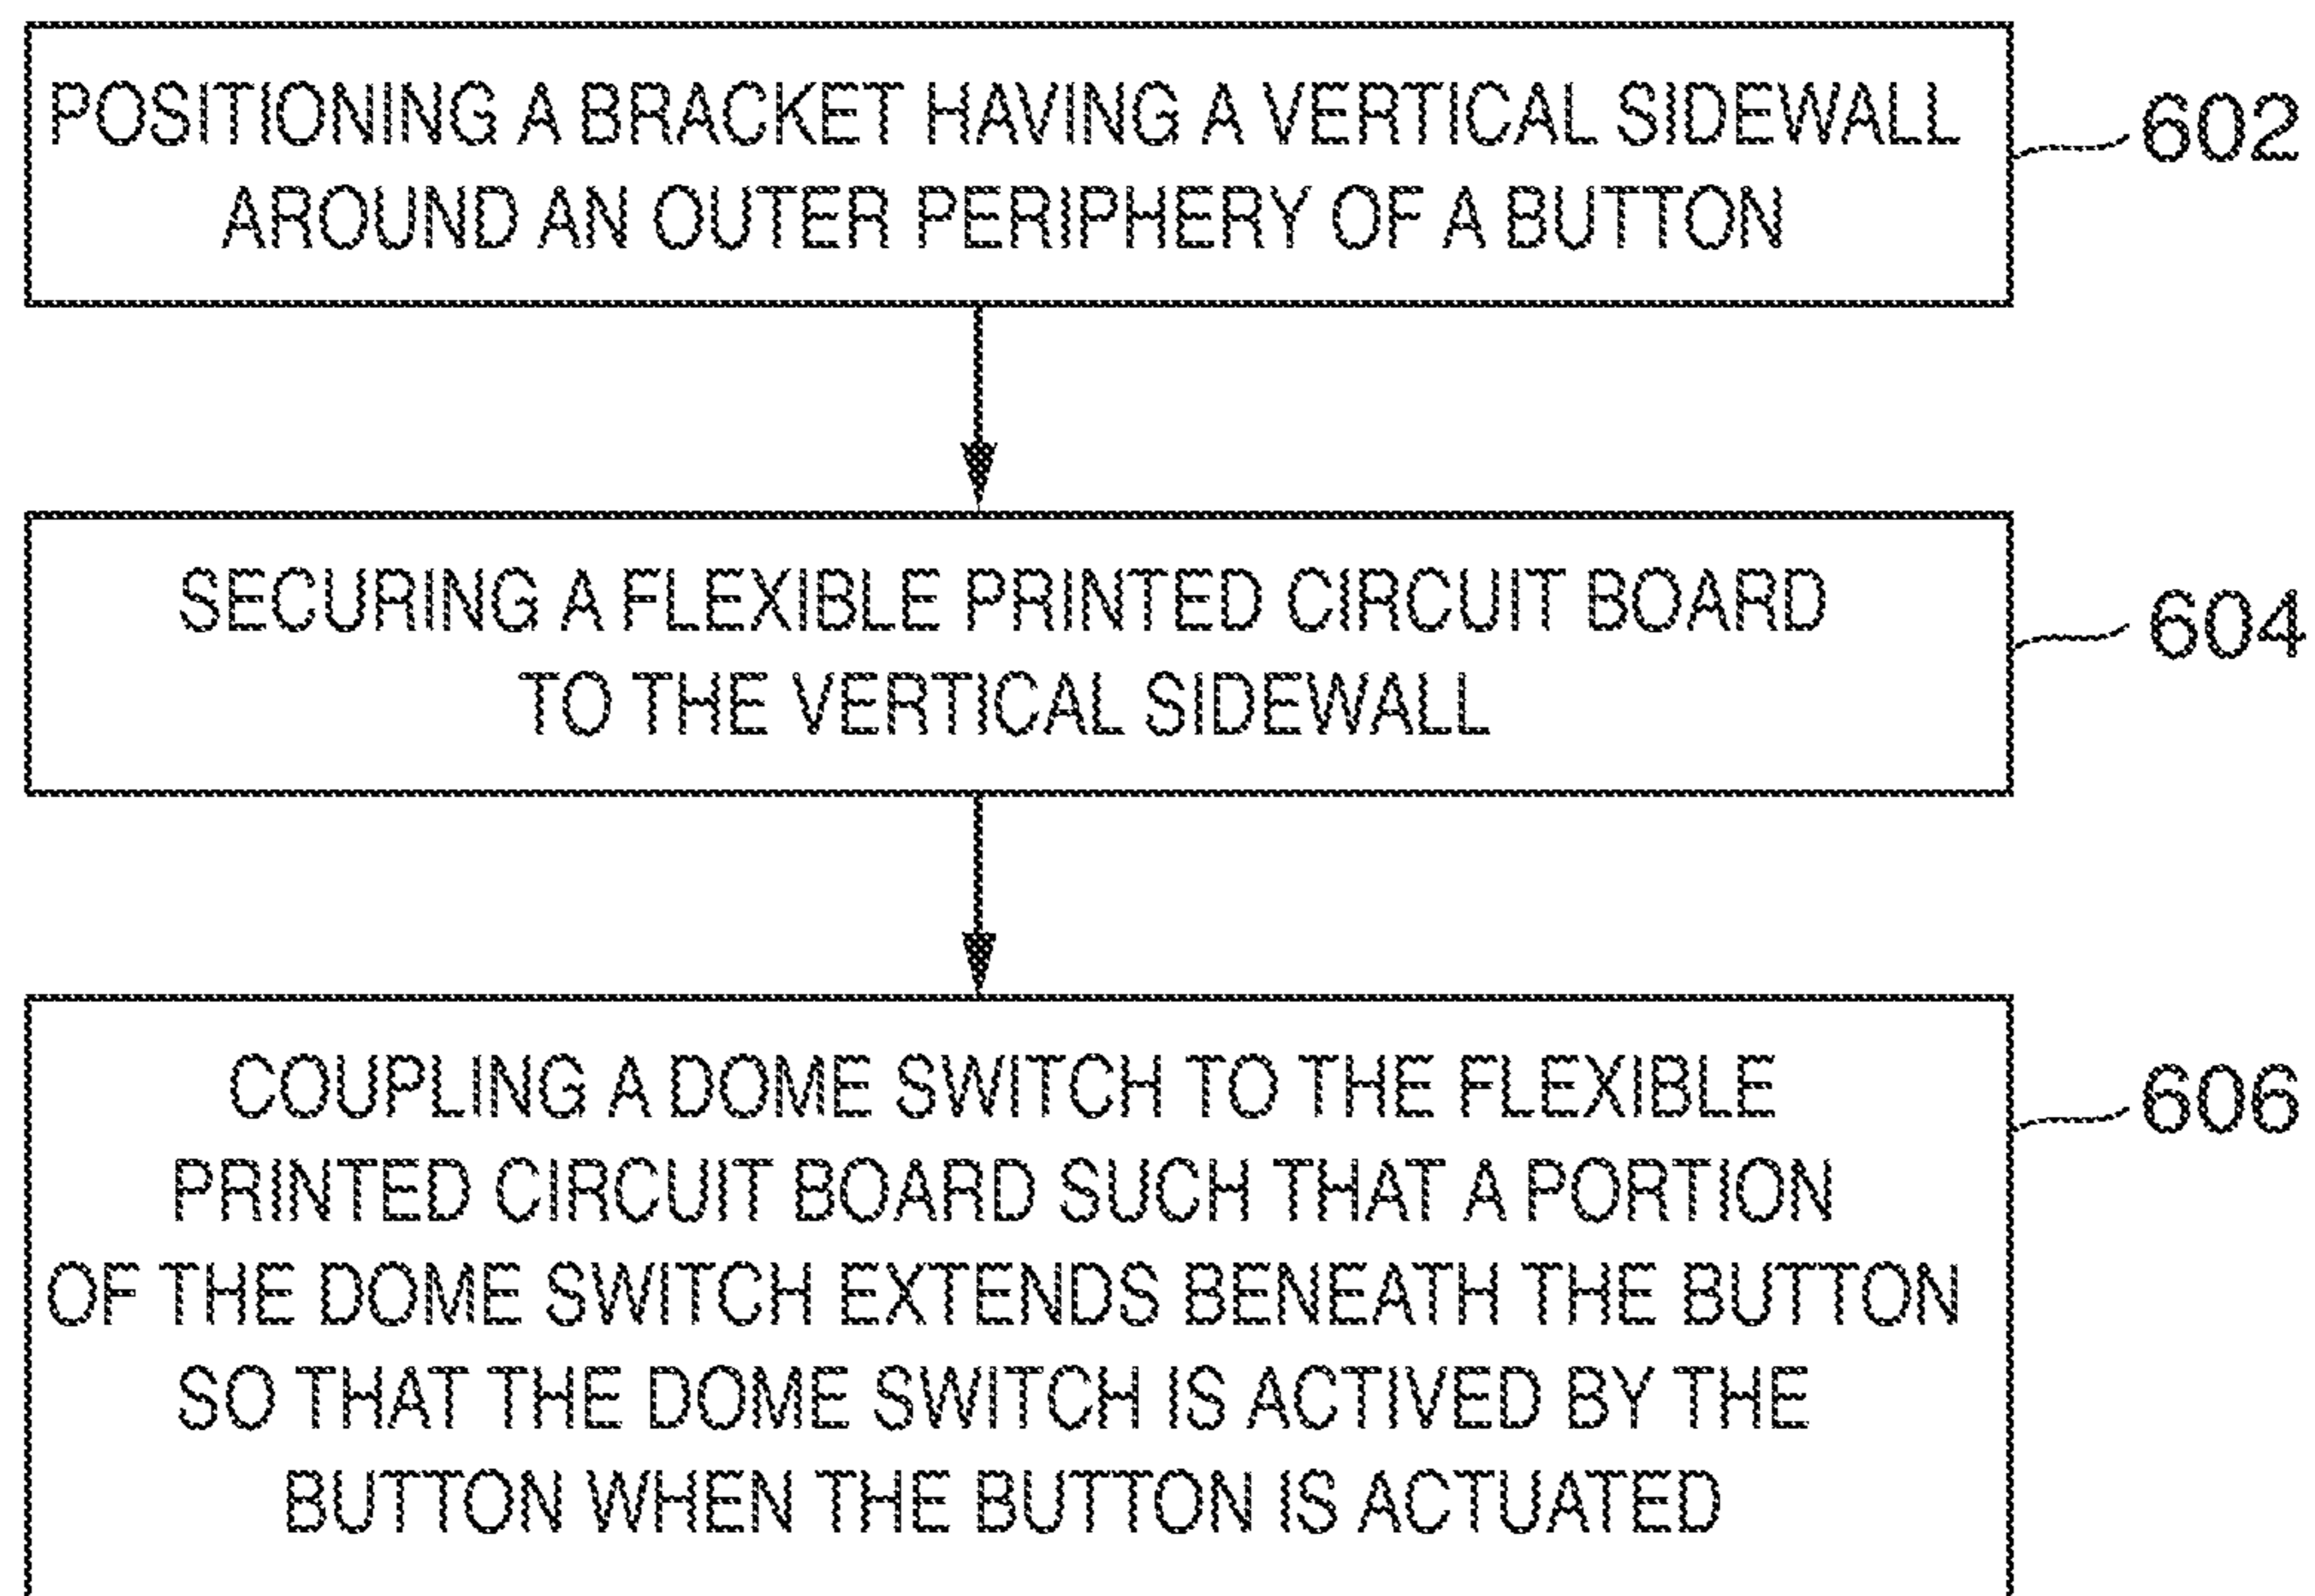 POSITIONING A BRACKET HAVING A VERTICAL SIDEWALL
AROUND AN OUTER PERIPHERY OF A BUTTON
602
SECURING A FLEXIBLE PRINTED CIRCUIT BOARD
TO THE VERTICAL SIDEWALL
604
COUPLING A DOME SWITCH TO THE FLEXIBLE
PRINTED CIRCUIT BOARD SUCH THAT A PORTION
OF THE DOME SWITCH EXTENDS BENEATH THE BUTTON
SO THAT THE DOME SWITCH IS ACTIVED BY THE
BUTTON WHEN THE BUTTON IS ACTUATED
606